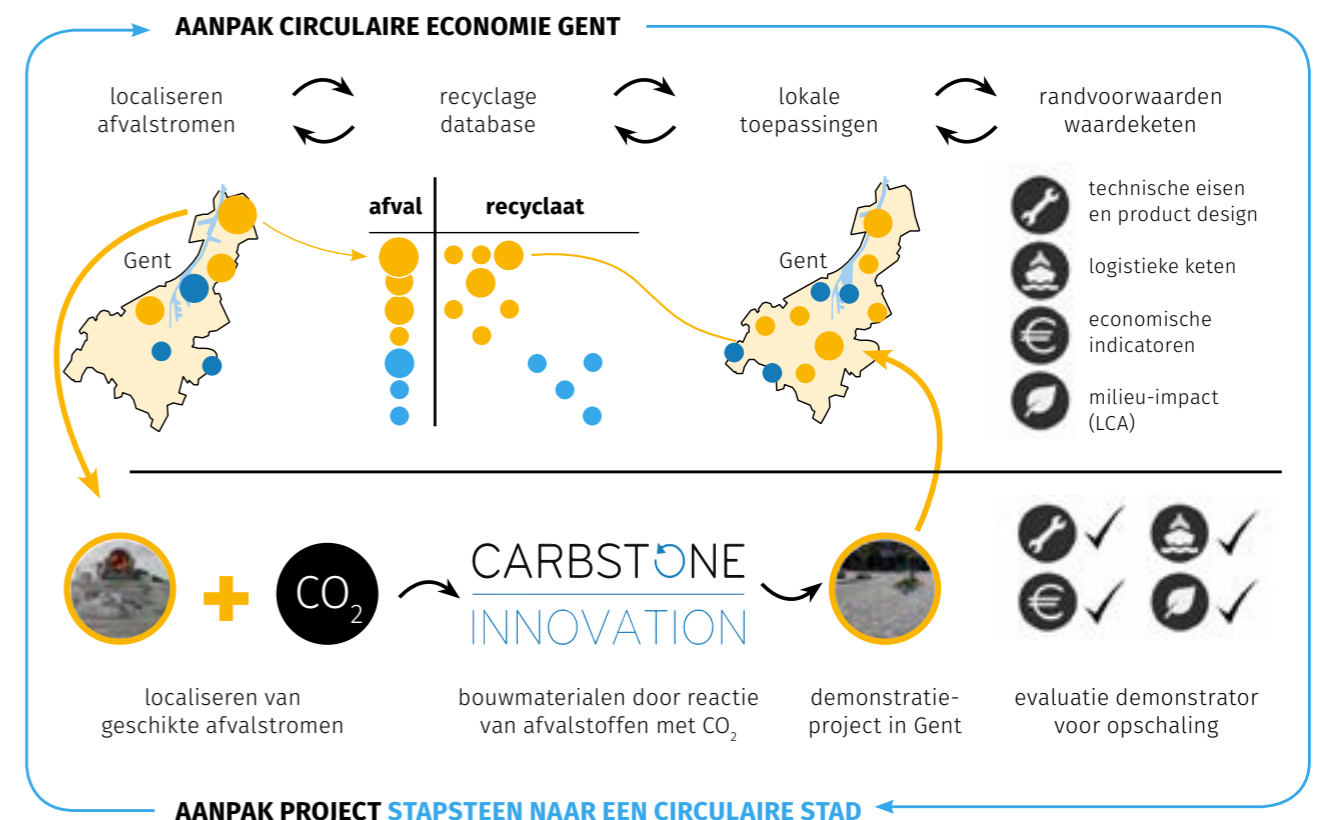 AANPAK CIRCULAIRE ECONOMIE GENT
localiseren
afvalstromen
recyclage
database
lokale
toepassingen
randvoorwaarden
waardeketen
Gent
afval
recyclaat
Gent
technische eisen
en product design
logistieke keten
€
economische
indicatoren
milieu-impact
(LCA)
+
CO2
CARBSTONE
INNOVATION
€
localiseren van
geschikte afvalstromen
bouwmaterialen door reactie
van afvalstoffen met CO2
demonstratie-
project in Gent
evaluatie demonstrator
voor opschaling
AANPAK PROJECT STAPSTEEN NAAR EEN CIRCULAIRE STAD